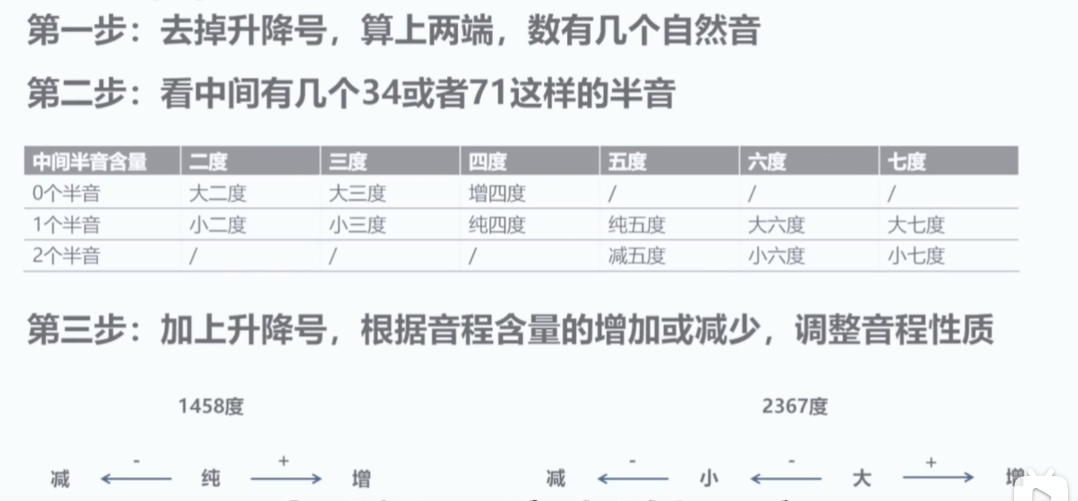 第一步：去掉升降号，算上两端，数有几个自然音
第二步：看中间有几个34或者71这样的半音
中间半音含量 二度 三度 四度 五度 六度 七度
0个半音 大二度 大三度 增四度 / / /
1个半音 小二度 小三度 纯四度 纯五度 大六度 大七度
2个半音 / / / 减五度 小六度 小七度
第三步：加上升降号，根据音程含量的增加或减少，调整音程性质
1458度 2367度
- + - - +
减 纯 增 减 小 大 增